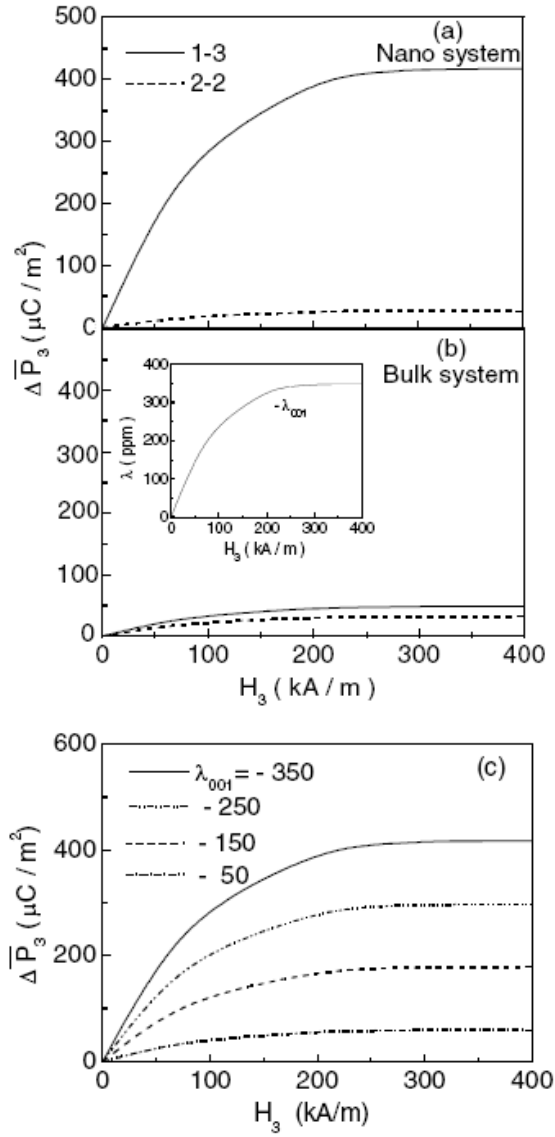 500
(a)
Nano system
1-3
2-2
400
300
200
100
0
(b)
Bulk system
400
300
200
100
0
400
300
200
100
0
λ ( ppm )
- λ₀₀₁
0 100 200 300 400
H₃ ( kA / m )
0 100 200 300 400
H₃ ( kA / m )
Δ P̅₃ ( μC / m² )
600
(c)
λ₀₀₁ = - 350
- 250
- 150
- 50
400
200
0
Δ P̅₃ ( μC / m² )
0 100 200 300 400
H₃ (kA/m)